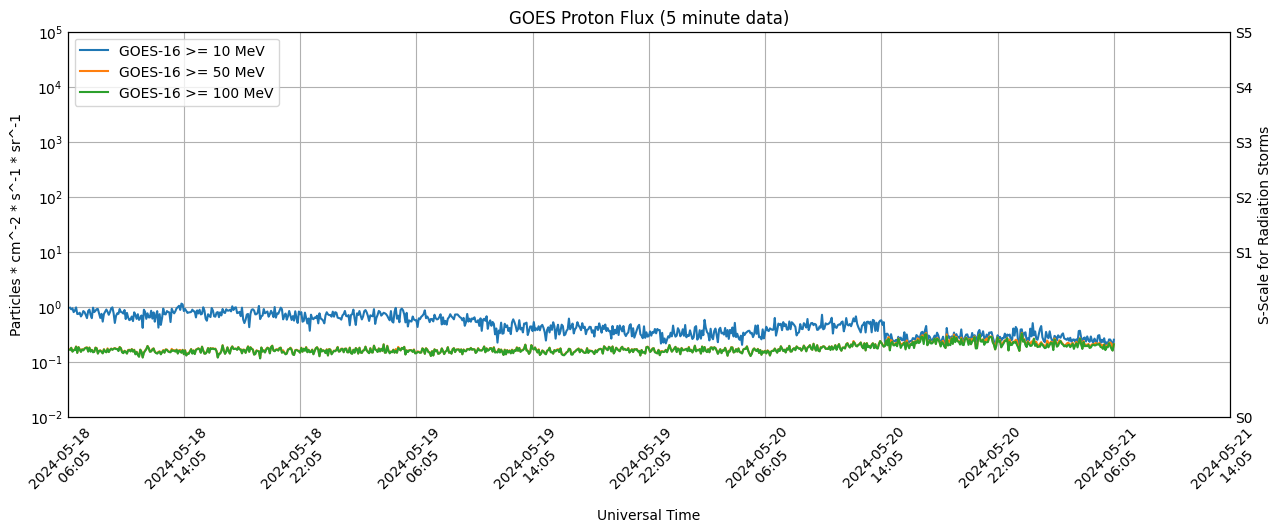 GOES Proton Flux (5 minute data)
GOES-16 >= 10 MeV
GOES-16 >= 50 MeV
GOES-16 >= 100 MeV
Particles * cm^-2 * s^-1 * sr^-1
10^5
10^4
10^3
10^2
10^1
10^0
10^-1
10^-2
S5
S4
S3
S2
S1
S0
S-Scale for Radiation Storms
2024-05-18
06:05
2024-05-18
14:05
2024-05-18
22:05
2024-05-19
06:05
2024-05-19
14:05
2024-05-19
22:05
2024-05-20
06:05
2024-05-20
14:05
2024-05-20
22:05
2024-05-21
06:05
2024-05-21
14:05
Universal Time